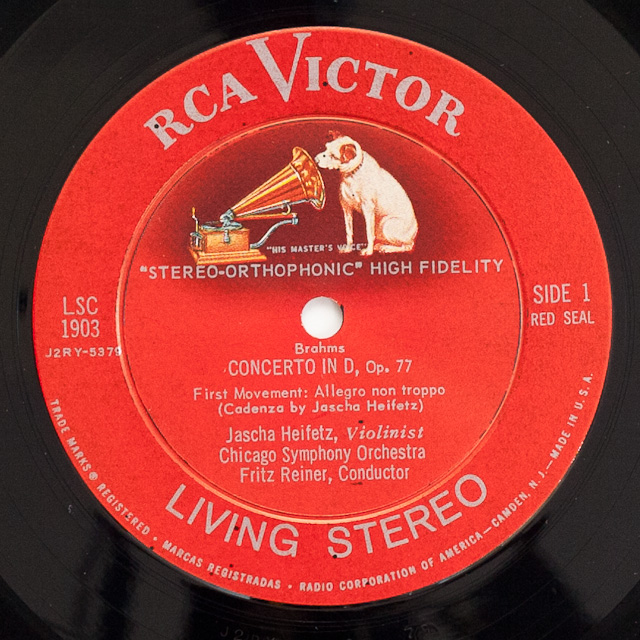 RCA VICTOR
"HIS MASTER'S VOICE"
"STEREO-ORTHOPHONIC" HIGH FIDELITY
LSC
1903
J2RY-5379
SIDE 1
RED SEAL
Brahms
CONCERTO IN D, Op. 77
First Movement: Allegro non troppo
(Cadenza by Jascha Heifetz)
Jascha Heifetz, Violinist
Chicago Symphony Orchestra
Fritz Reiner, Conductor
LIVING STEREO
TRADE MARKS ® REGISTERED • MARCAS REGISTRADAS • RADIO CORPORATION OF AMERICA—CAMDEN, N. J.—MADE IN U.S.A.